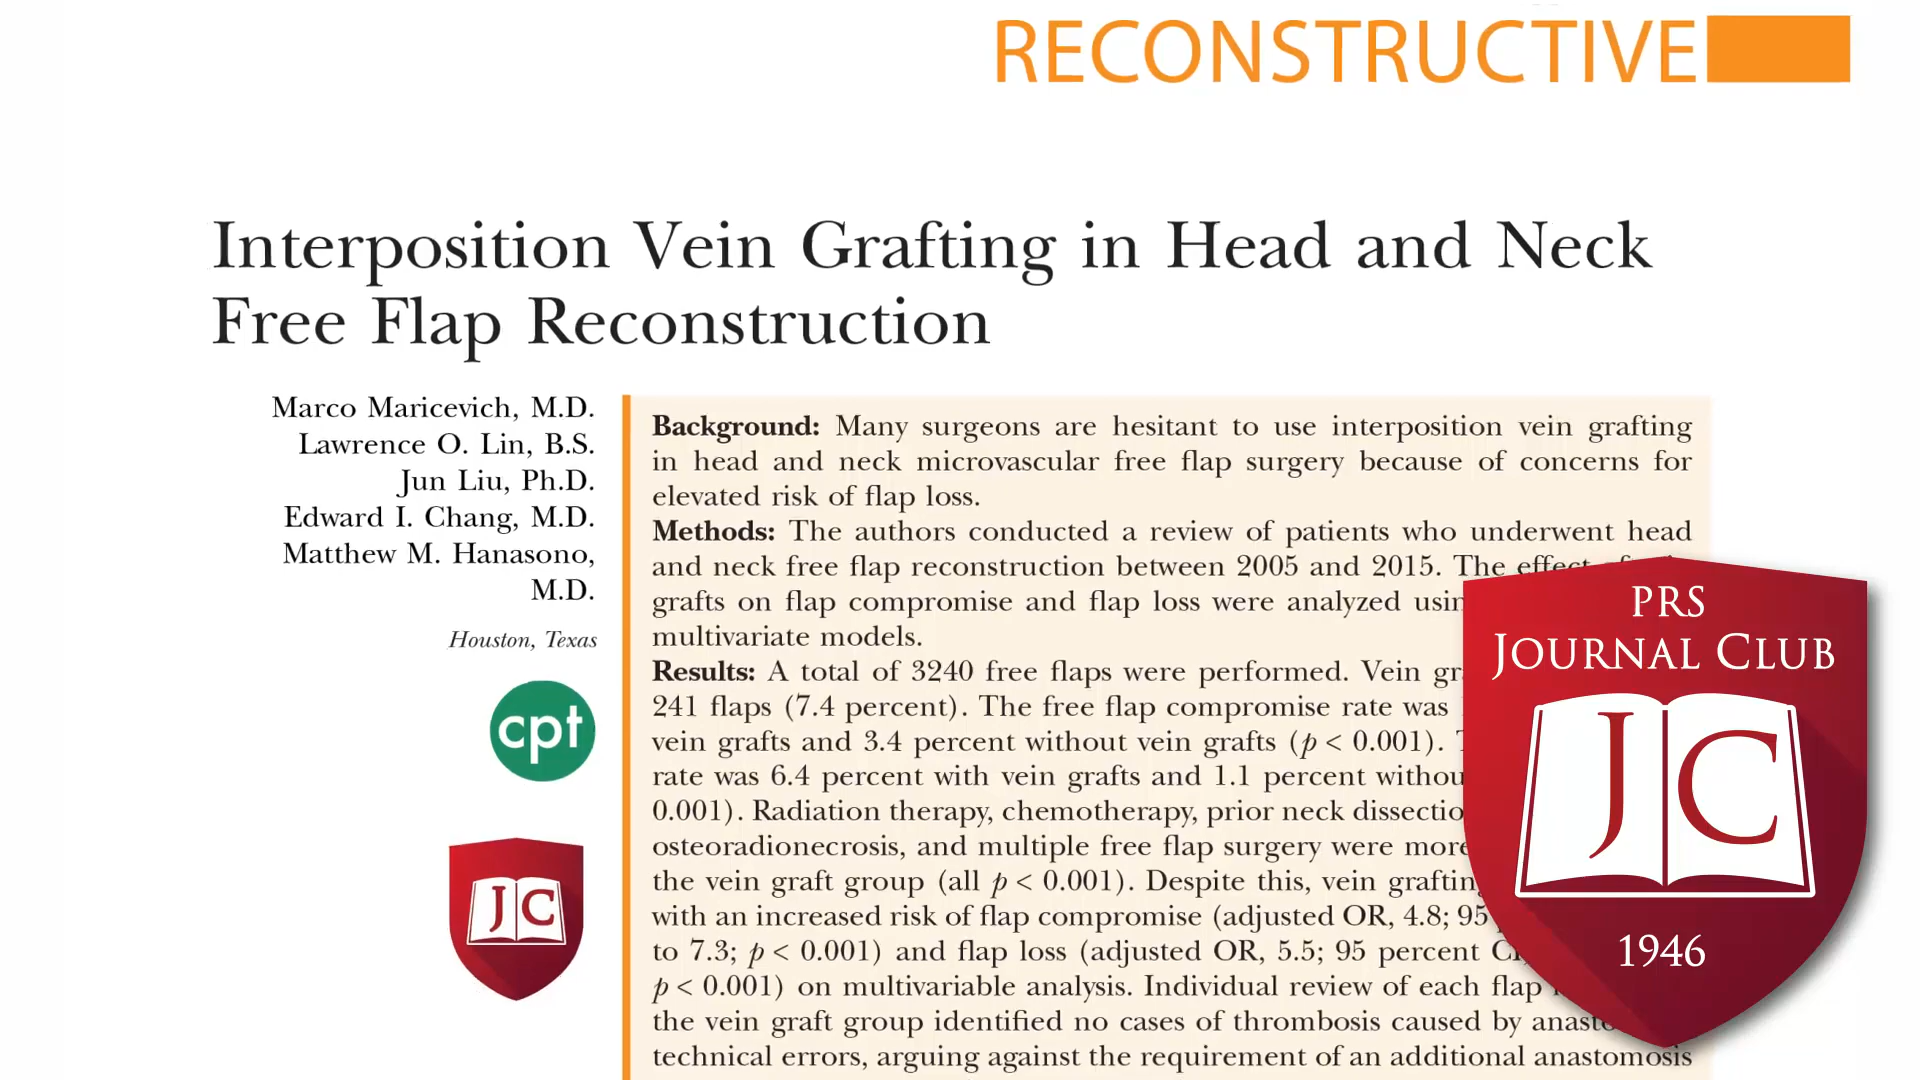 RECONSTRUCTIVE
Interposition Vein Grafting in Head and Neck
Free Flap Reconstruction
Marco Maricevich, M.D.
Lawrence O. Lin, B.S.
Jun Liu, Ph.D.
Edward I. Chang, M.D.
Matthew M. Hanasono,
M.D.
Houston, Texas
cpt
JC
Background: Many surgeons are hesitant to use interposition vein grafting
in head and neck microvascular free flap surgery because of concerns for
elevated risk of flap loss.
Methods: The authors conducted a review of patients who underwent head
and neck free flap reconstruction between 2005 and 2015. The effect
grafts on flap compromise and flap loss were analyzed
multivariate models.
Results: A total of 3240 free flaps were performed. Vein
241 flaps (7.4 percent). The free flap compromise rate was
vein grafts and 3.4 percent without vein grafts (p < 0.001).
rate was 6.4 percent with vein grafts and 1.1 percent
0.001). Radiation therapy, chemotherapy, prior neck
osteoradionecrosis, and multiple free flap surgery were more
the vein graft group (all p < 0.001). Despite this, vein
with an increased risk of flap compromise (adjusted OR, 4.8; 95
to 7.3; p < 0.001) and flap loss (adjusted OR, 5.5; 95 percent
p < 0.001) on multivariable analysis. Individual review of each flap
the vein graft group identified no cases of thrombosis caused by
technical errors, arguing against the requirement of an additional anastomosis
PRS
JOURNAL CLUB
JC
1946